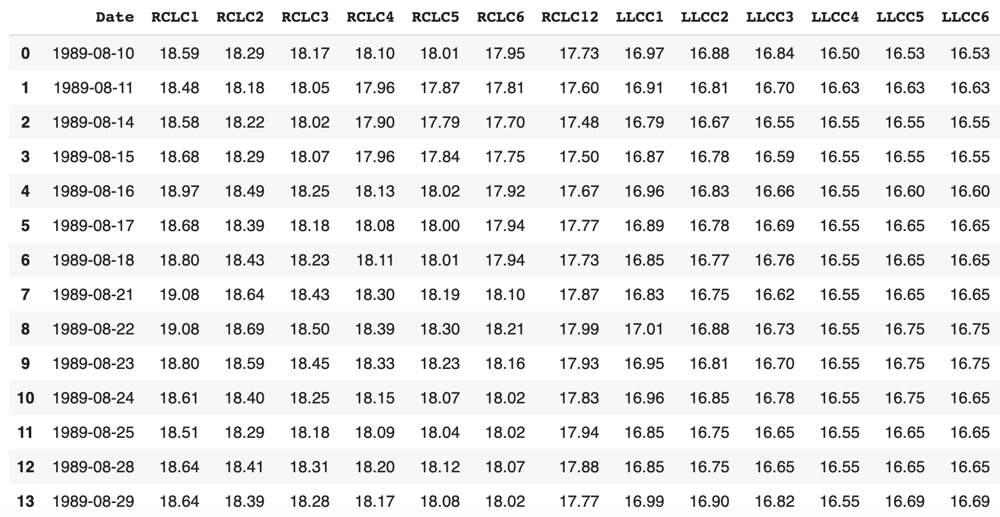 Date RCLC1 RCLC2 RCLC3 RCLC4 RCLC5 RCLC6 RCLC12 LLCC1 LLCC2 LLCC3 LLCC4 LLCC5 LLCC6
0 1989-08-10 18.59 18.29 18.17 18.10 18.01 17.95 17.73 16.97 16.88 16.84 16.50 16.53 16.53
1 1989-08-11 18.48 18.18 18.05 17.96 17.87 17.81 17.60 16.91 16.81 16.70 16.63 16.63 16.63
2 1989-08-14 18.58 18.22 18.02 17.90 17.79 17.70 17.48 16.79 16.67 16.55 16.55 16.55 16.55
3 1989-08-15 18.68 18.29 18.07 17.96 17.84 17.75 17.50 16.87 16.78 16.59 16.55 16.55 16.55
4 1989-08-16 18.97 18.49 18.25 18.13 18.02 17.92 17.67 16.96 16.83 16.66 16.55 16.60 16.60
5 1989-08-17 18.68 18.39 18.18 18.08 18.00 17.94 17.77 16.89 16.78 16.69 16.55 16.65 16.65
6 1989-08-18 18.80 18.43 18.23 18.11 18.01 17.94 17.73 16.85 16.77 16.76 16.55 16.65 16.65
7 1989-08-21 19.08 18.64 18.43 18.30 18.19 18.10 17.87 16.83 16.75 16.62 16.55 16.65 16.65
8 1989-08-22 19.08 18.69 18.50 18.39 18.30 18.21 17.99 17.01 16.88 16.73 16.55 16.75 16.75
9 1989-08-23 18.80 18.59 18.45 18.33 18.23 18.16 17.93 16.95 16.81 16.70 16.55 16.75 16.75
10 1989-08-24 18.61 18.40 18.25 18.15 18.07 18.02 17.83 16.96 16.85 16.78 16.55 16.75 16.65
11 1989-08-25 18.51 18.29 18.18 18.09 18.04 18.02 17.94 16.85 16.75 16.65 16.55 16.65 16.65
12 1989-08-28 18.64 18.41 18.31 18.20 18.12 18.07 17.88 16.85 16.75 16.65 16.55 16.65 16.65
13 1989-08-29 18.64 18.39 18.28 18.17 18.08 18.02 17.77 16.99 16.90 16.82 16.55 16.69 16.69